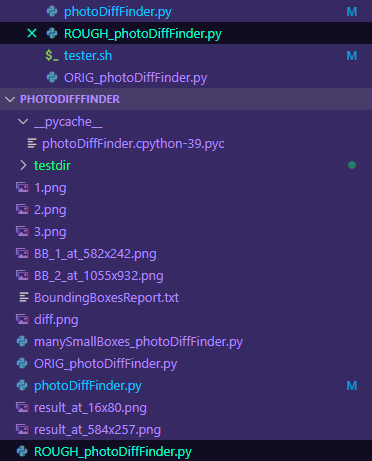 photoDiffFinder.py M
ROUGH_photoDiffFinder.py
$_ tester.sh M
ORIG_photoDiffFinder.py
PHOTODIFFFINDER
__pycache__
photoDiffFinder.cpython-39.pyc
testdir
1.png
2.png
3.png
BB_1_at_582x242.png
BB_2_at_1055x932.png
BoundingBoxesReport.txt
diff.png
manySmallBoxes_photoDiffFinder.py
ORIG_photoDiffFinder.py
photoDiffFinder.py M
result_at_16x80.png
result_at_584x257.png
ROUGH_photoDiffFinder.py